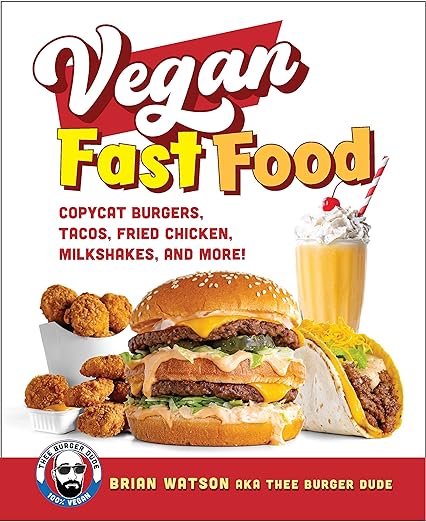 Vegan
Fast Food
COPYCAT BURGERS,
TACOS, FRIED CHICKEN,
MILKSHAKES, AND MORE!
THEE BURGER DUDE
100% VEGAN
BRIAN WATSON AKA THEE BURGER DUDE